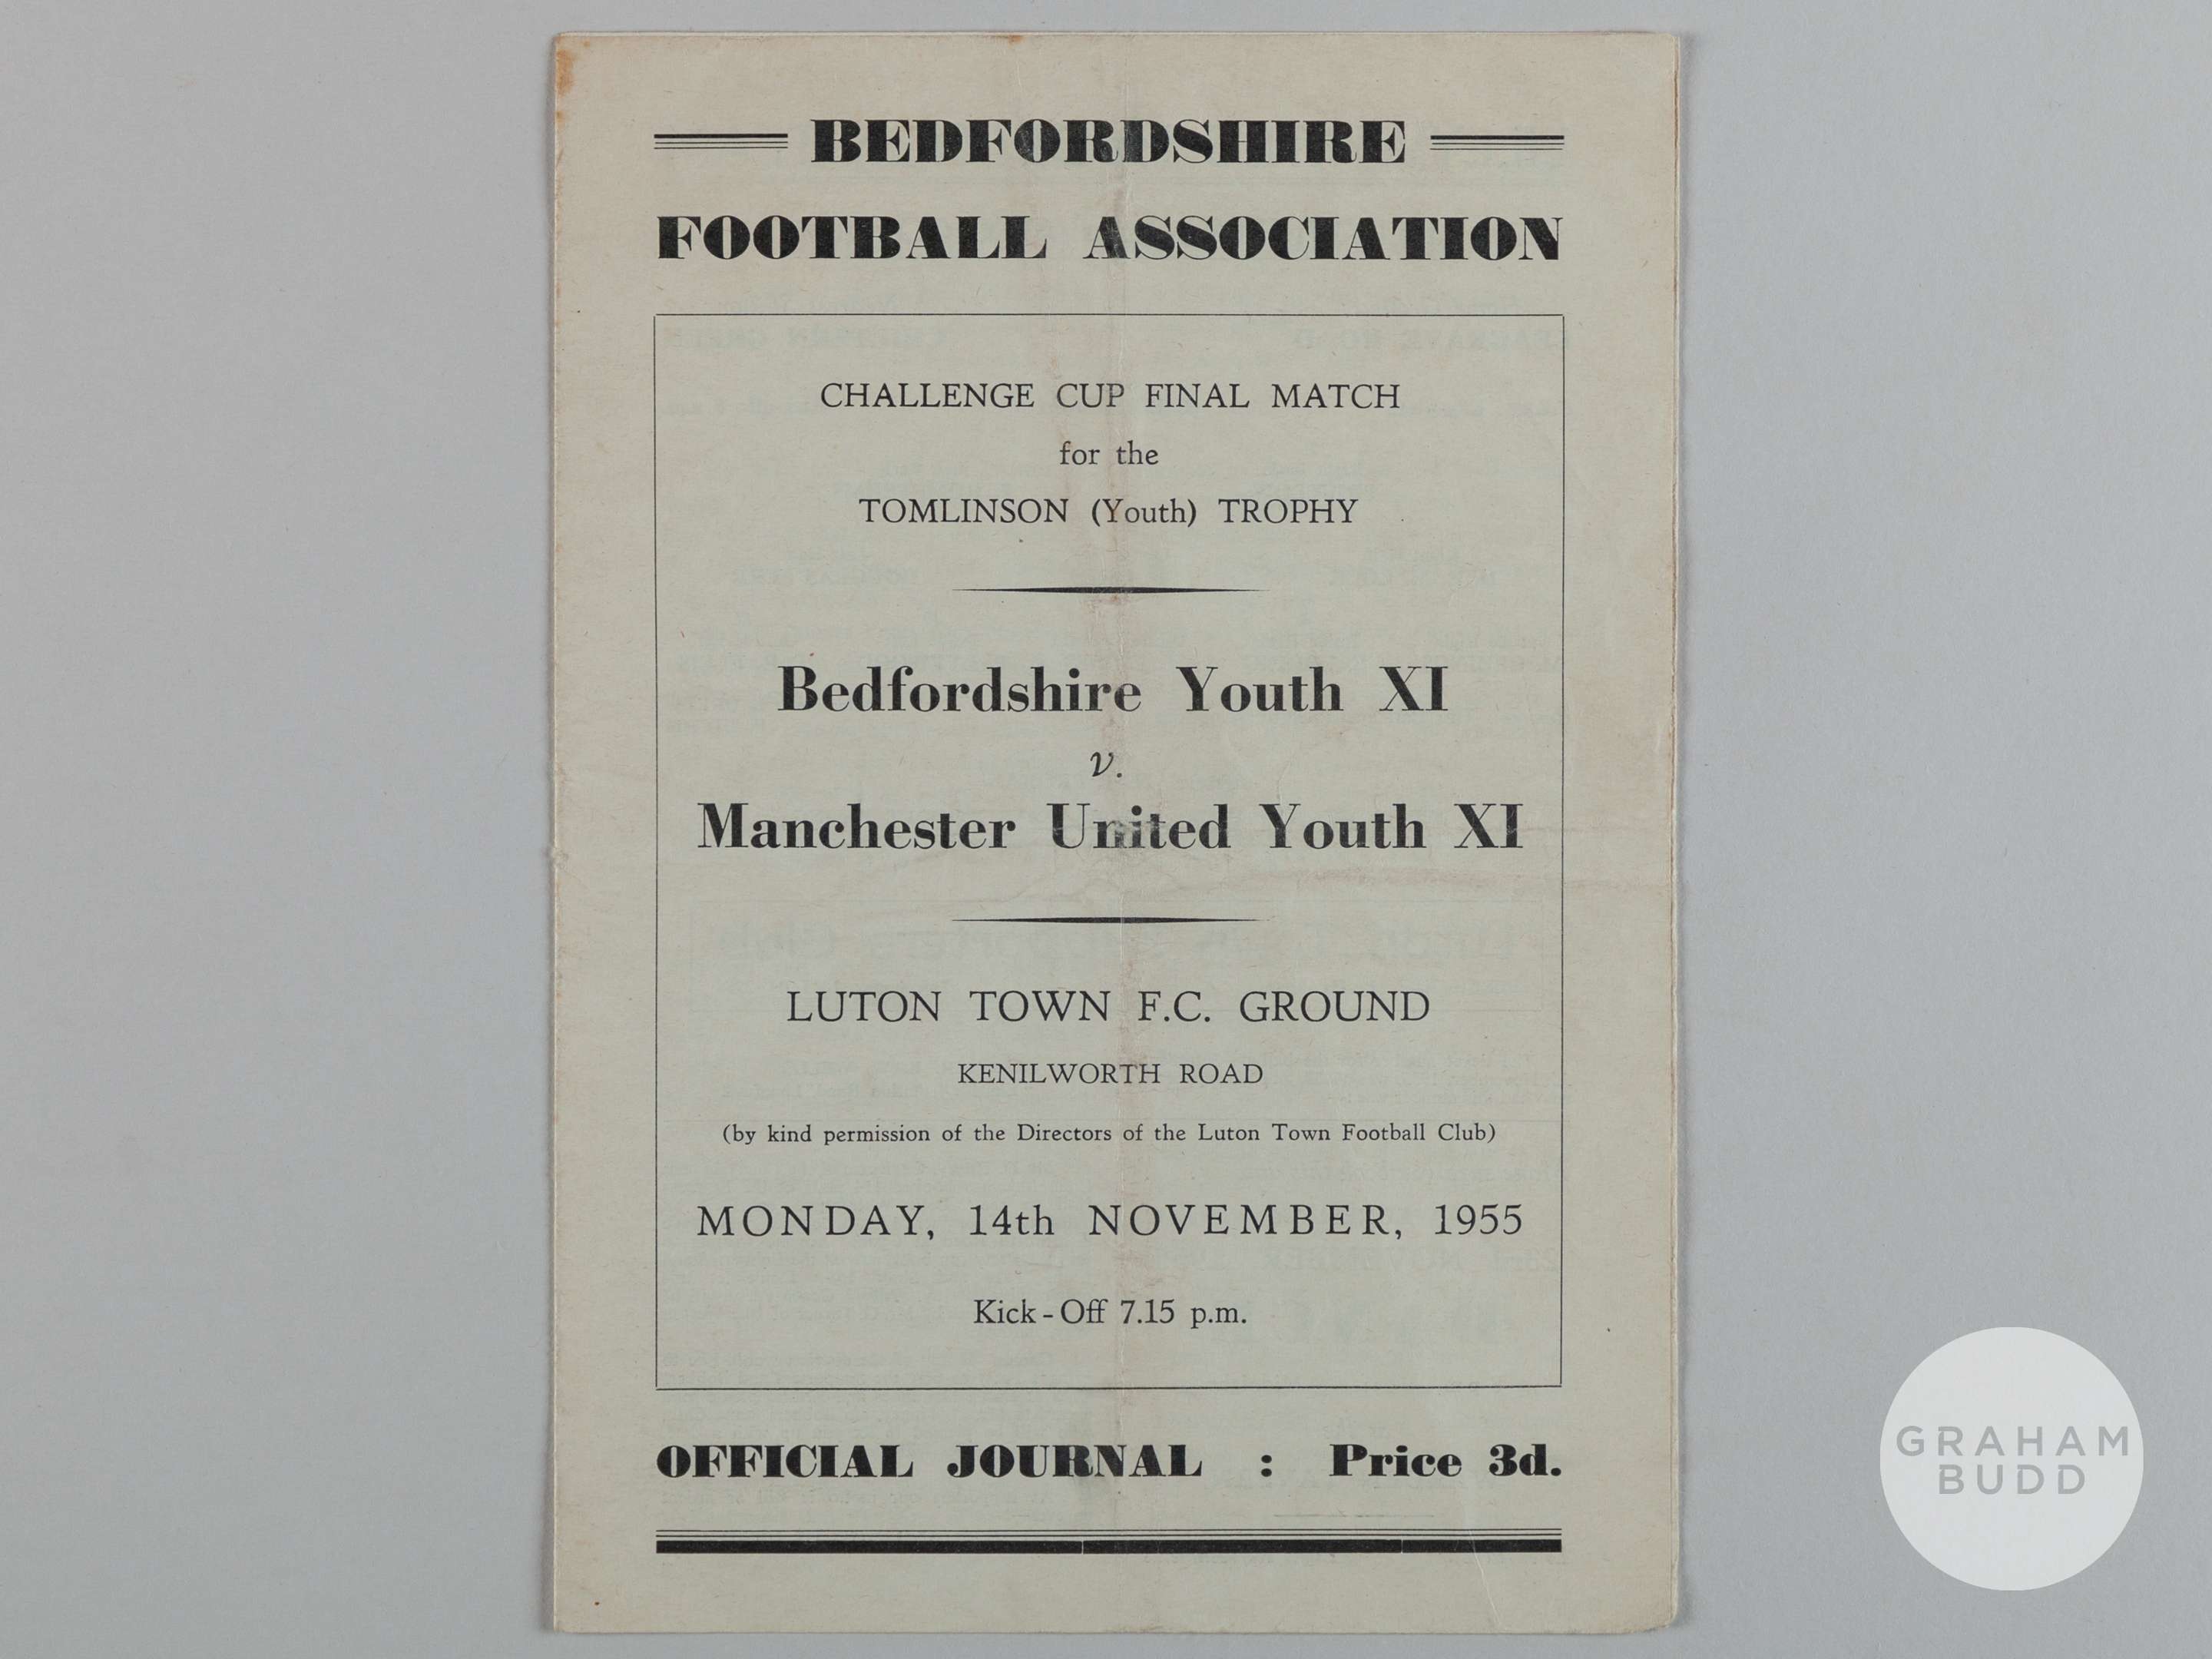 BEDFORDSHIRE
FOOTBALL ASSOCIATION
CHALLENGE CUP FINAL MATCH
for the
TOMLINSON (Youth) TROPHY
Bedfordshire Youth XI
v.
Manchester United Youth XI
LUTON TOWN F.C. GROUND
KENILWORTH ROAD
(by kind permission of the Directors of the Luton Town Football Club)
MONDAY, 14th NOVEMBER, 1955
Kick-Off 7.15 p.m.
OFFICIAL JOURNAL : Price 3d.
GRAHAM
BUDD